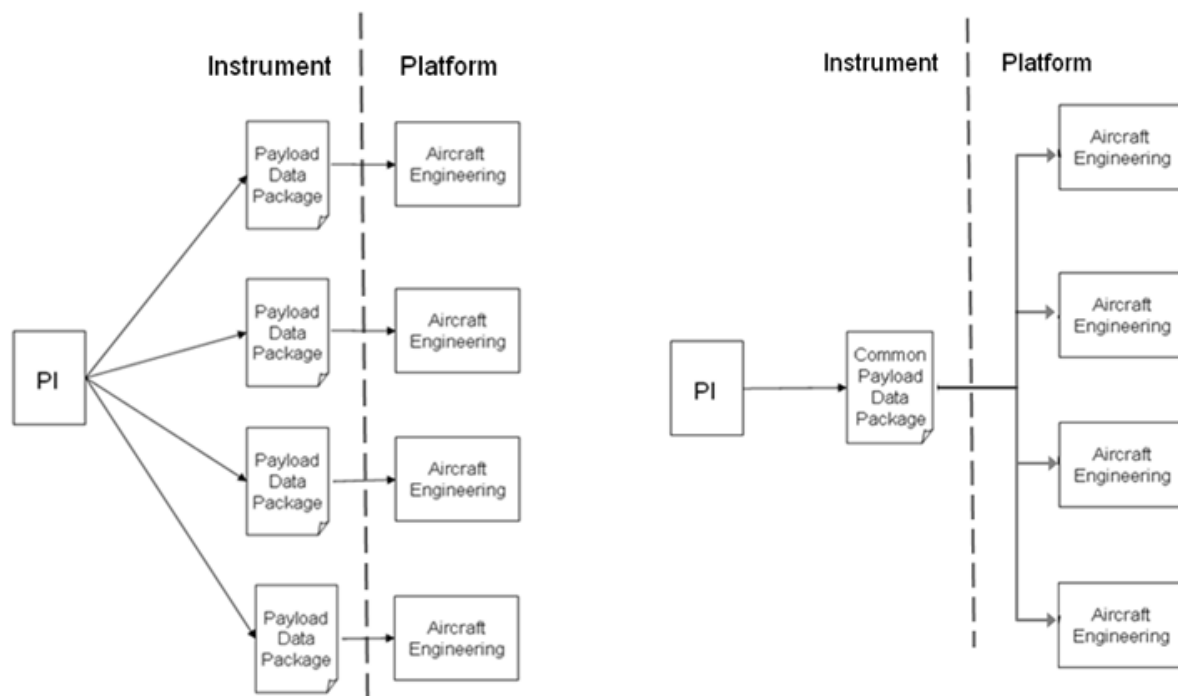 Instrument
Platform
Payload
Data
Package
Aircraft
Engineering
Payload
Data
Package
Aircraft
Engineering
PI
Payload
Data
Package
Aircraft
Engineering
Payload
Data
Package
Aircraft
Engineering
Instrument
Platform
Aircraft
Engineering
Aircraft
Engineering
PI
Common
Payload
Data
Package
Aircraft
Engineering
Aircraft
Engineering